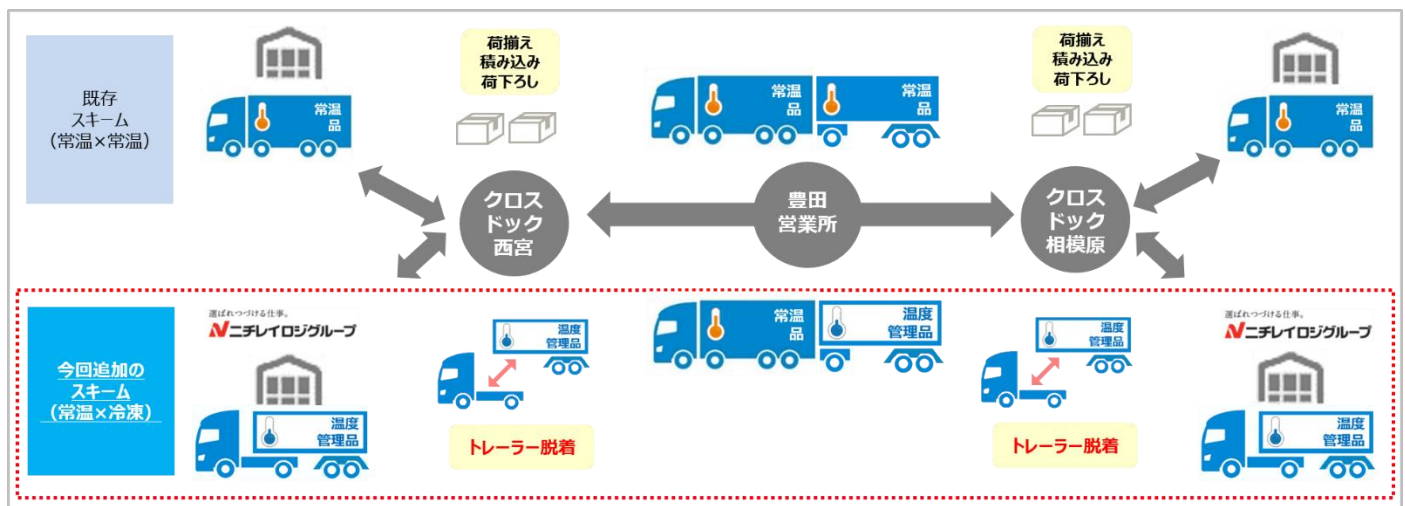 既存
スキーム
(常温×常温)
常温
品
荷揃え
積み込み
荷下ろし
常温
品
常温
品
荷揃え
積み込み
荷下ろし
常温
品
クロス
ドック
西宮
豊田
営業所
クロス
ドック
相模原
今回追加の
スキーム
(常温×冷凍)
選ばれつづける仕事。
ニチレイロジグループ
温度
管理品
温度
管理品
トレーラー脱着
常温
品
温度
管理品
温度
管理品
トレーラー脱着
選ばれつづける仕事。
ニチレイロジグループ
温度
管理品